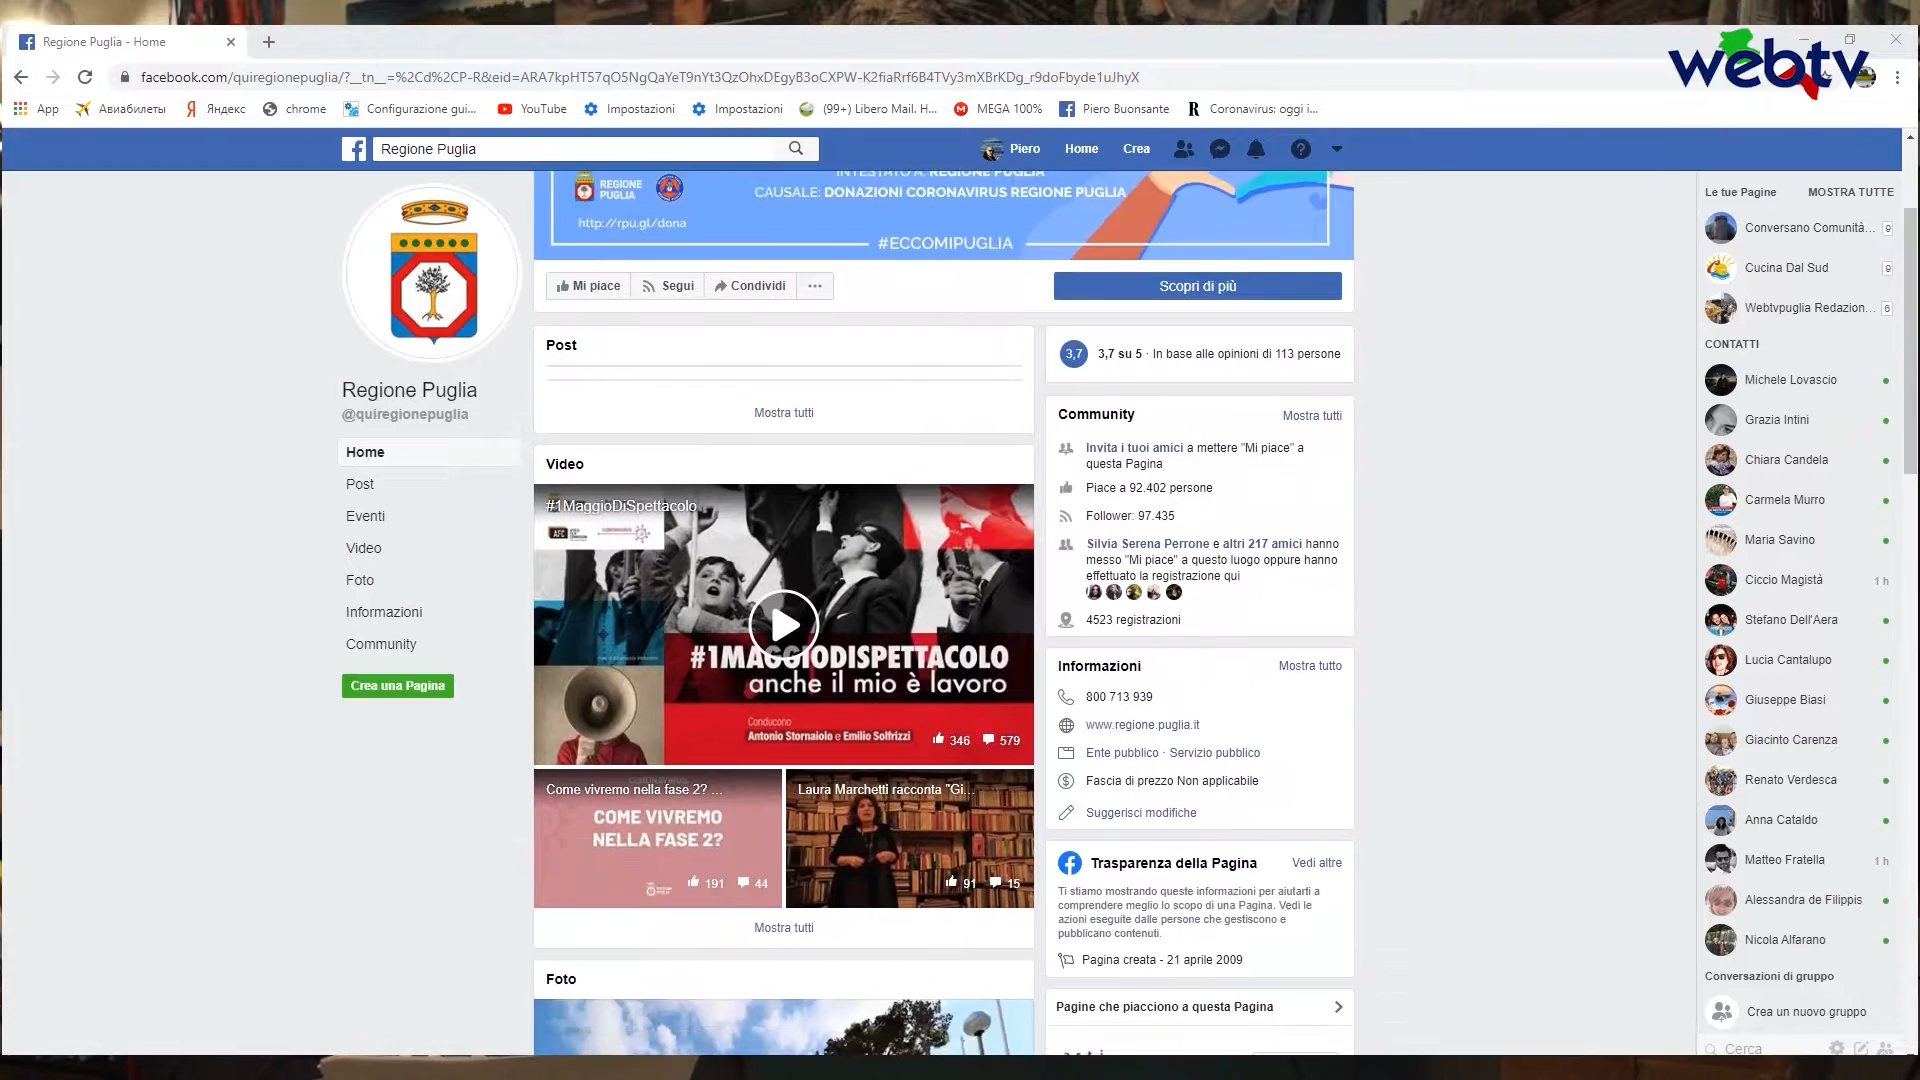 webtv
Regione Puglia - Home
facebook.com/quiregionepuglia/?__tn__=%2Cd%2CP-R&eid=ARA7kpHT57qO5NgQaYeT9nYt3QzOhxDEgyB3oCXPW-K2fiaRrf6B4TVy3mXBrKDg_r9doFbyde1uJhyX
App Авиабилеты Яндекс chrome Configurazione gui... YouTube Impostazioni Impostazioni (99+) Libero Mail. H... MEGA 100% Piero Buonsante Coronavirus: oggi i...
Regione Puglia
Piero Home Crea
INTESTATO A: REGIONE PUGLIA
CAUSALE: DONAZIONI CORONAVIRUS REGIONE PUGLIA
REGIONE
PUGLIA
http://rpu.gl/dona
#ECCOMIPUGLIA
Regione Puglia
@quiregionepuglia
Home
Post
Eventi
Video
Foto
Informazioni
Community
Crea una Pagina
Mi piace Segui Condividi ...
Scopri di più
Post
Mostra tutti
Video
#1MaggioDiSpettacolo
AFC
#1MAGGIODISPETTACOLO
anche il mio è lavoro
Conducono
Antonio Stornaiolo e Emilio Solfrizzi
346 579
Come vivremo nella fase 2? ...
CORONAVIRUS
COME VIVREMO
NELLA FASE 2?
191 44
Laura Marchetti racconta "Gi...
91 15
Mostra tutti
Foto
3,7 3,7 su 5 · In base alle opinioni di 113 persone
Community Mostra tutti
Invita i tuoi amici a mettere "Mi piace" a
questa Pagina
Piace a 92.402 persone
Follower: 97.435
Silvia Serena Perrone e altri 217 amici hanno
messo "Mi piace" a questo luogo oppure hanno
effettuato la registrazione qui
4523 registrazioni
Informazioni Mostra tutto
800 713 939
www.regione.puglia.it
Ente pubblico · Servizio pubblico
Fascia di prezzo Non applicabile
Suggerisci modifiche
Trasparenza della Pagina Vedi altre
Ti stiamo mostrando queste informazioni per aiutarti a
comprendere meglio lo scopo di una Pagina. Vedi le
azioni eseguite dalle persone che gestiscono e
pubblicano contenuti.
Pagina creata - 21 aprile 2009
Pagine che piacciono a questa Pagina
Le tue Pagine MOSTRA TUTTE
Conversano Comunità... 9
Cucina Dal Sud 9
Webtvpuglia Redazion... 6
CONTATTI
Michele Lovascio
Grazia Intini
Chiara Candela
Carmela Murro
Maria Savino
Ciccio Magistà 1 h
Stefano Dell'Aera
Lucia Cantalupo
Giuseppe Biasi
Giacinto Carenza
Renato Verdesca
Anna Cataldo
Matteo Fratella 1 h
Alessandra de Filippis
Nicola Alfarano
Conversazioni di gruppo
Crea un nuovo gruppo
Cerca